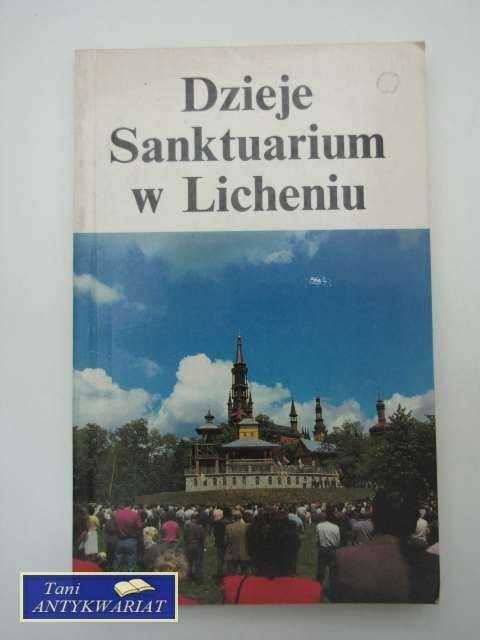 Dzieje
Sanktuarium
w Licheniu
Tani
ANTYKWARIAT